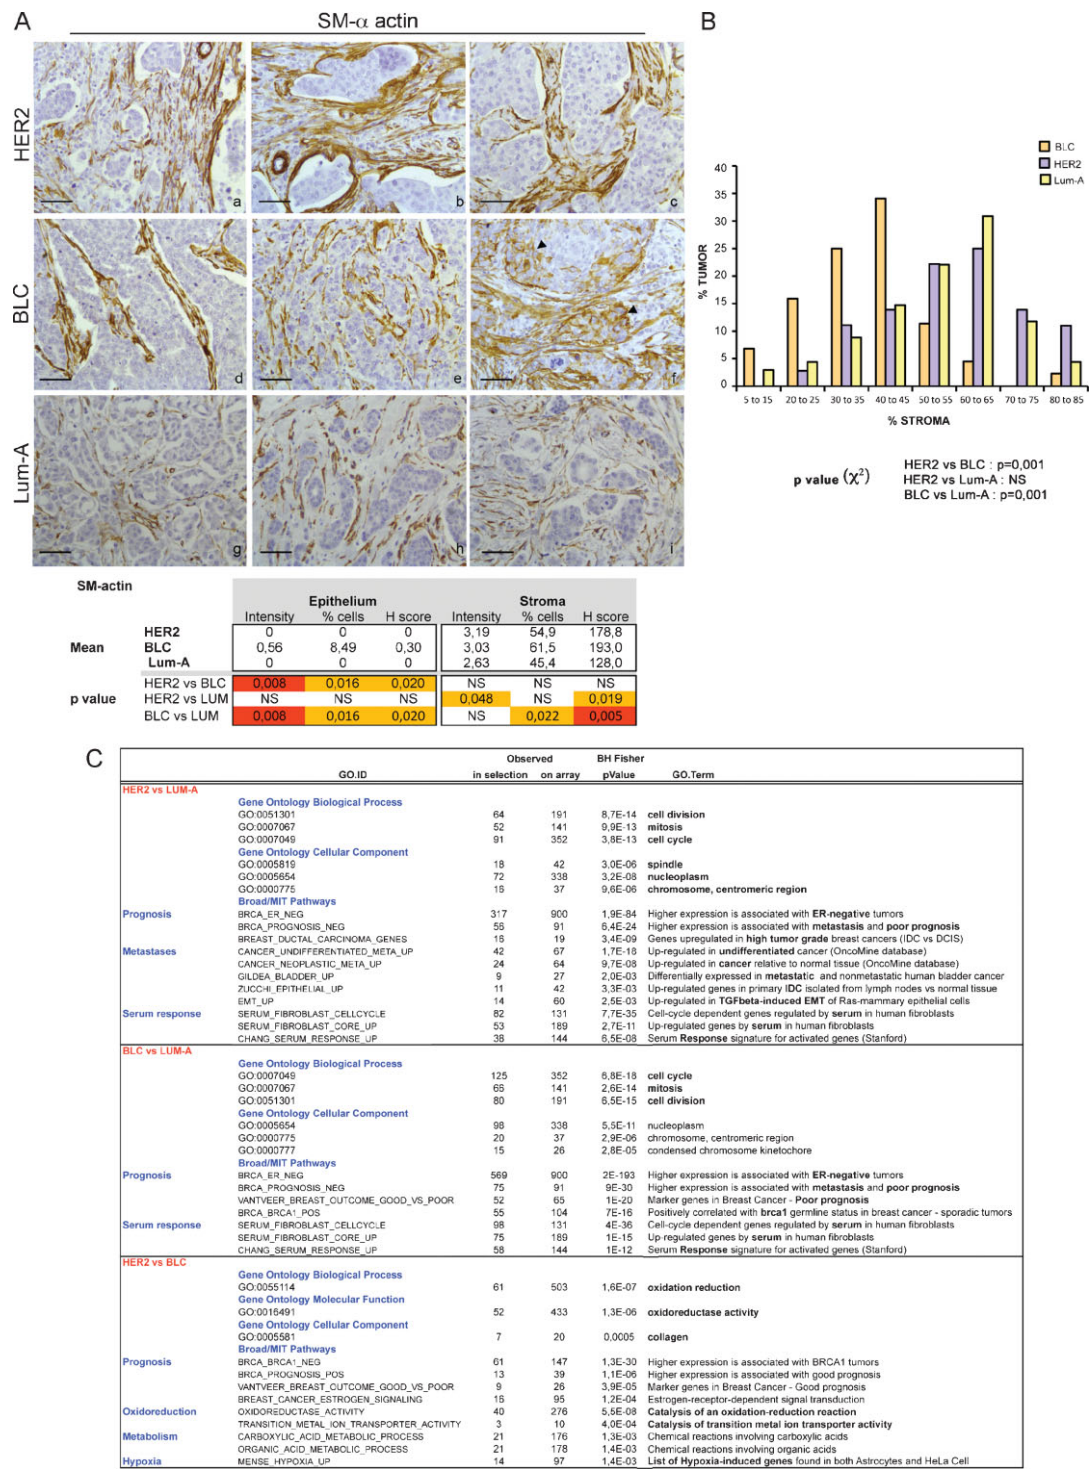 A
SM-α actin
HER2
a
b
c
BLC
d
e
f
Lum-A
g
h
i
SM-actin
Epithelium Stroma
Intensity % cells H score Intensity % cells H score
Mean
HER2 0 0 0 3,19 54,9 178,8
BLC 0,56 8,49 0,30 3,03 61,5 193,0
Lum-A 0 0 0 2,63 45,4 128,0
p value
HER2 vs BLC 0,008 0,016 0,020 NS NS NS
HER2 vs LUM NS NS NS 0,048 NS 0,019
BLC vs LUM 0,008 0,016 0,020 NS 0,022 0,005
B
BLC
HER2
Lum-A
% TUMOR
40
35
30
25
20
15
10
5
0
5 to 15 20 to 25 30 to 35 40 to 45 50 to 55 60 to 65 70 to 75 80 to 85
% STROMA
p value (χ²)
HER2 vs BLC : p=0,001
HER2 vs Lum-A : NS
BLC vs Lum-A : p=0,001
C
Observed BH Fisher
GO.ID in selection on array pValue GO.Term
HER2 vs LUM-A
Gene Ontology Biological Process
GO:0051301 64 191 8,7E-14 cell division
GO:0007067 52 141 9,9E-13 mitosis
GO:0007049 91 352 3,8E-13 cell cycle
Gene Ontology Cellular Component
GO:0005819 18 42 3,0E-06 spindle
GO:0005654 72 338 3,2E-08 nucleoplasm
GO:0000775 16 37 9,6E-06 chromosome, centromeric region
Broad/MIT Pathways
Prognosis BRCA_ER_NEG 317 900 1,9E-84 Higher expression is associated with ER-negative tumors
BRCA_PROGNOSIS_NEG 56 91 6,4E-24 Higher expression is associated with metastasis and poor prognosis
BREAST_DUCTAL_CARCINOMA_GENES 16 19 3,4E-09 Genes upregulated in high tumor grade breast cancers (IDC vs DCIS)
Metastases CANCER_UNDIFFERENTIATED_META_UP 42 67 1,7E-18 Up-regulated in undifferentiated cancer (OncoMine database)
CANCER_NEOPLASTIC_META_UP 24 64 9,7E-08 Up-regulated in cancer relative to normal tissue (OncoMine database)
GILDEA_BLADDER_UP 9 27 2,0E-03 Differentially expressed in metastatic and nonmetastatic human bladder cancer
ZUCCHI_EPITHELIAL_UP 11 42 3,3E-03 Up-regulated genes in primary IDC isolated from lymph nodes vs normal tissue
EMT_UP 14 60 2,5E-03 Up-regulated in TGFbeta-induced EMT of Ras-mammary epithelial cells
Serum response SERUM_FIBROBLAST_CELLCYCLE 82 131 7,7E-35 Cell-cycle dependent genes regulated by serum in human fibroblasts
SERUM_FIBROBLAST_CORE_UP 53 189 2,7E-11 Up-regulated genes by serum in human fibroblasts
CHANG_SERUM_RESPONSE_UP 38 144 6,5E-08 Serum Response signature for activated genes (Stanford)
BLC vs LUM-A
Gene Ontology Biological Process
GO:0007049 125 352 6,8E-18 cell cycle
GO:0007067 66 141 2,6E-14 mitosis
GO:0051301 80 191 6,5E-15 cell division
Gene Ontology Cellular Component
GO:0005654 98 338 5,5E-11 nucleoplasm
GO:0000775 20 37 2,9E-06 chromosome, centromeric region
GO:0000777 15 26 2,8E-05 condensed chromosome kinetochore
Broad/MIT Pathways
Prognosis BRCA_ER_NEG 569 900 2E-193 Higher expression is associated with ER-negative tumors
BRCA_PROGNOSIS_NEG 75 91 9E-30 Higher expression is associated with metastasis and poor prognosis
VANTVEER_BREAST_OUTCOME_GOOD_VS_POOR 52 65 1E-20 Marker genes in Breast Cancer - Poor prognosis
BRCA_BRCA1_POS 55 104 7E-16 Positively correlated with brca1 germline status in breast cancer - sporadic tumors
Serum response SERUM_FIBROBLAST_CELLCYCLE 98 131 4E-36 Cell-cycle dependent genes regulated by serum in human fibroblasts
SERUM_FIBROBLAST_CORE_UP 75 189 1E-15 Up-regulated genes by serum in human fibroblasts
CHANG_SERUM_RESPONSE_UP 58 144 1E-12 Serum Response signature for activated genes (Stanford)
HER2 vs BLC
Gene Ontology Biological Process
GO:0055114 61 503 1,6E-07 oxidation reduction
Gene Ontology Molecular Function
GO:0016491 52 433 1,3E-06 oxidoreductase activity
Gene Ontology Cellular Component
GO:0005581 7 20 0,0005 collagen
Broad/MIT Pathways
Prognosis BRCA_BRCA1_NEG 61 147 1,3E-30 Higher expression is associated with BRCA1 tumors
BRCA_PROGNOSIS_POS 13 39 1,1E-06 Higher expression is associated with good prognosis
VANTVEER_BREAST_OUTCOME_GOOD_VS_POOR 9 26 3,9E-05 Marker genes in Breast Cancer - Good prognosis
BREAST_CANCER_ESTROGEN_SIGNALING 16 95 1,2E-04 Estrogen-receptor-dependent signal transduction
Oxidoreduction OXIDOREDUCTASE_ACTIVITY 40 276 5,5E-08 Catalysis of an oxidation-reduction reaction
TRANSITION_METAL_ION_TRANSPORTER_ACTIVITY 3 10 4,0E-04 Catalysis of transition metal ion transporter activity
Metabolism CARBOXYLIC_ACID_METABOLIC_PROCESS 21 176 1,3E-03 Chemical reactions involving carboxylic acids
ORGANIC_ACID_METABOLIC_PROCESS 21 178 1,4E-03 Chemical reactions involving organic acids
Hypoxia MENSE_HYPOXIA_UP 14 97 1,4E-03 List of Hypoxia-induced genes found in both Astrocytes and HeLa Cell